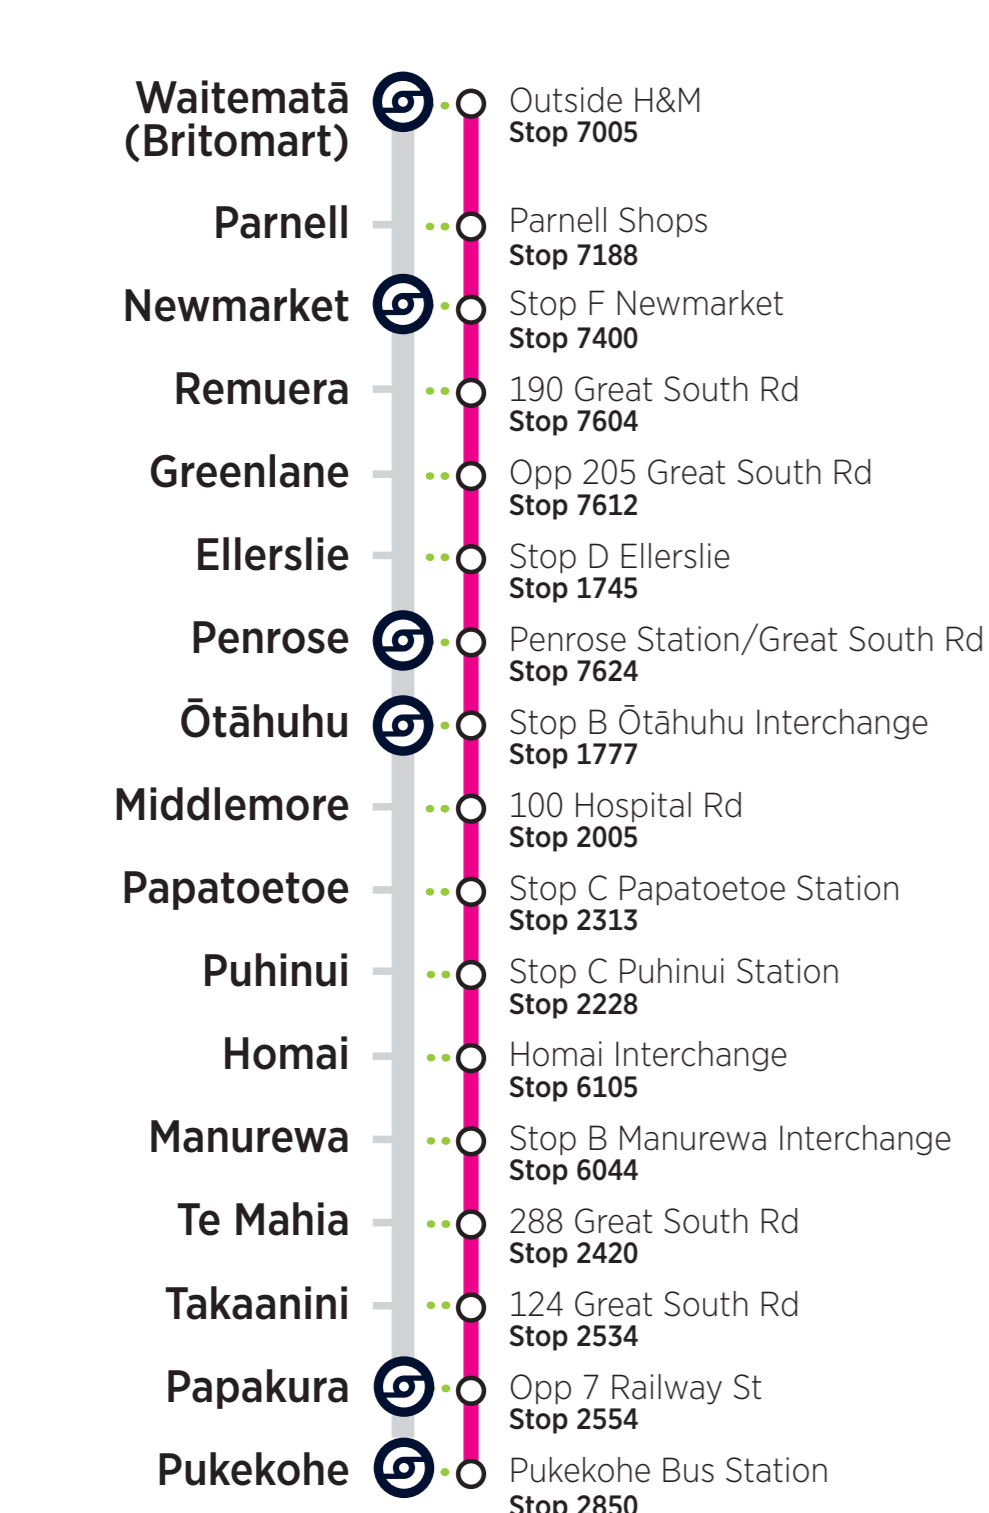 Waitematā
(Britomart)
Outside H&M
Stop 7005
Parnell
Parnell Shops
Stop 7188
Newmarket
Stop F Newmarket
Stop 7400
Remuera
190 Great South Rd
Stop 7604
Greenlane
Opp 205 Great South Rd
Stop 7612
Ellerslie
Stop D Ellerslie
Stop 1745
Penrose
Penrose Station/Great South Rd
Stop 7624
Ōtāhuhu
Stop B Ōtāhuhu Interchange
Stop 1777
Middlemore
100 Hospital Rd
Stop 2005
Papatoetoe
Stop C Papatoetoe Station
Stop 2313
Puhinui
Stop C Puhinui Station
Stop 2228
Homai
Homai Interchange
Stop 6105
Manurewa
Stop B Manurewa Interchange
Stop 6044
Te Mahia
288 Great South Rd
Stop 2420
Takaanini
124 Great South Rd
Stop 2534
Papakura
Opp 7 Railway St
Stop 2554
Pukekohe
Pukekohe Bus Station
Stop 2850